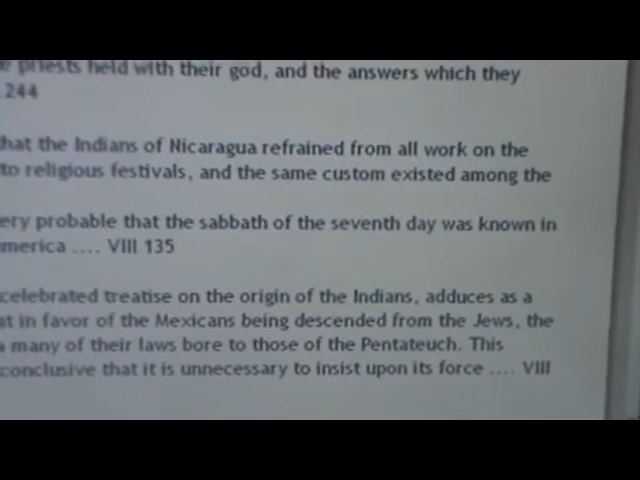 priests held with their god, and the answers which they
244
that the Indians of Nicaragua refrained from all work on the
to religious festivals, and the same custom existed among the
ery probable that the sabbath of the seventh day was known in
merica .... VIII 135
celebrated treatise on the origin of the Indians, adduces as a
t in favor of the Mexicans being descended from the Jews, the
many of their laws bore to those of the Pentateuch. This
conclusive that it is unnecessary to insist upon its force .... VIII